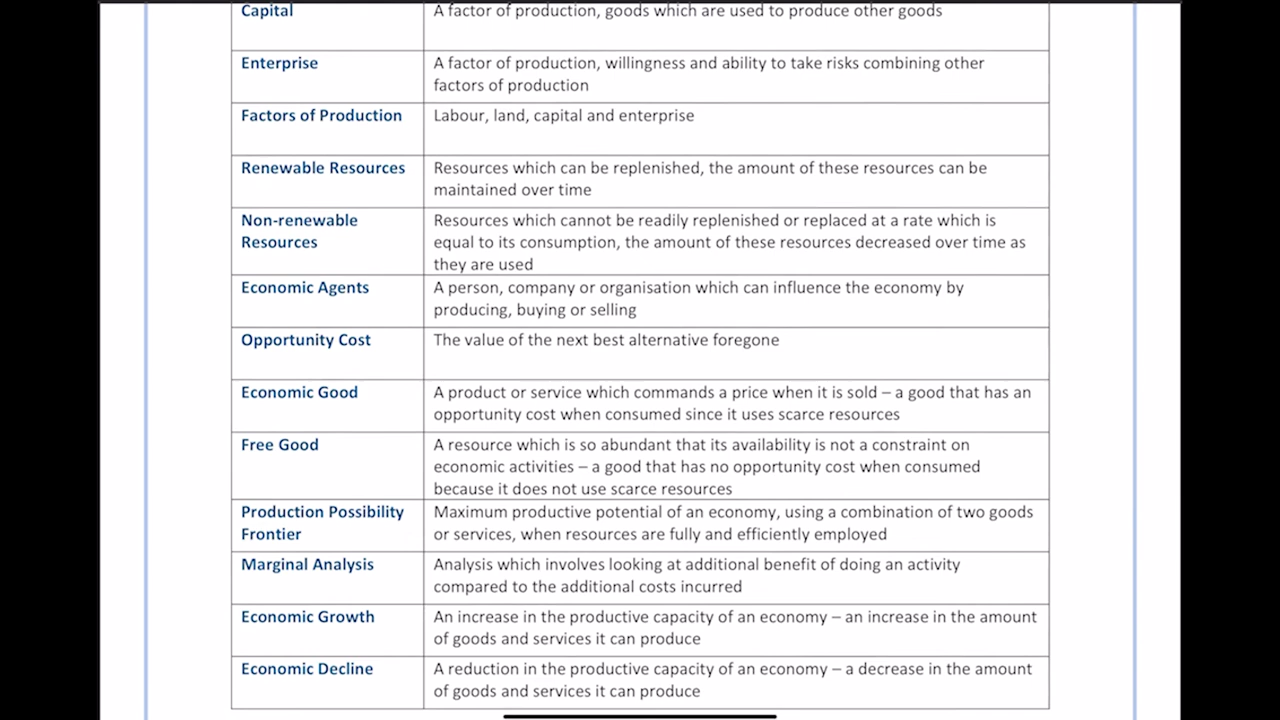 Capital
A factor of production, goods which are used to produce other goods
Enterprise
A factor of production, willingness and ability to take risks combining other
factors of production
Factors of Production
Labour, land, capital and enterprise
Renewable Resources
Resources which can be replenished, the amount of these resources can be
maintained over time
Non-renewable
Resources
Resources which cannot be readily replenished or replaced at a rate which is
equal to its consumption, the amount of these resources decreased over time as
they are used
Economic Agents
A person, company or organisation which can influence the economy by
producing, buying or selling
Opportunity Cost
The value of the next best alternative foregone
Economic Good
A product or service which commands a price when it is sold – a good that has an
opportunity cost when consumed since it uses scarce resources
Free Good
A resource which is so abundant that its availability is not a constraint on
economic activities – a good that has no opportunity cost when consumed
because it does not use scarce resources
Production Possibility
Frontier
Maximum productive potential of an economy, using a combination of two goods
or services, when resources are fully and efficiently employed
Marginal Analysis
Analysis which involves looking at additional benefit of doing an activity
compared to the additional costs incurred
Economic Growth
An increase in the productive capacity of an economy – an increase in the amount
of goods and services it can produce
Economic Decline
A reduction in the productive capacity of an economy – a decrease in the amount
of goods and services it can produce